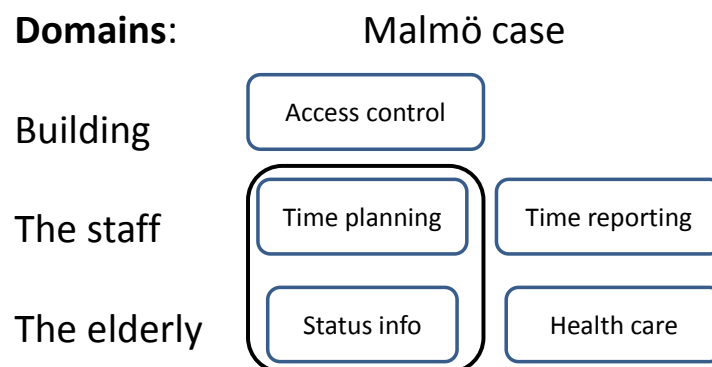 Domains: Malmö case
Building Access control
The staff Time planning Time reporting
The elderly Status info Health care